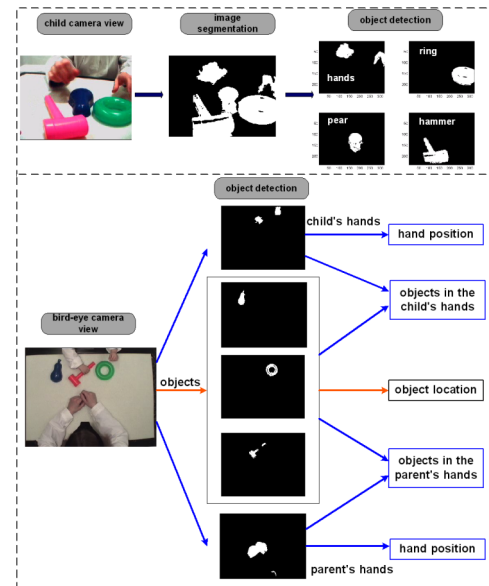 child camera view
image
segmentation
object detection
hands
ring
pear
hammer
object detection
child's hands
hand position
objects in the
child's hands
bird-eye camera
view
objects
object location
objects in the
parent's hands
hand position
parent's hands